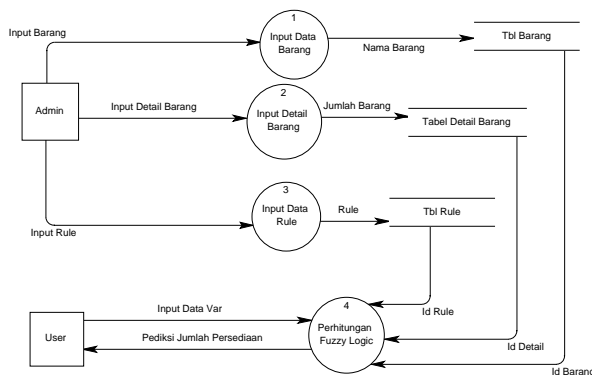 Input Barang
1
Input Data
Barang
Nama Barang
Tbl Barang
Admin
Input Detail Barang
2
Input Detail
Barang
Jumlah Barang
Tabel Detail Barang
3
Input Data
Rule
Rule
Tbl Rule
Input Rule
Id Rule
User
Input Data Var
Pediksi Jumlah Persediaan
4
Perhitungan
Fuzzy Logic
Id Detail
Id Barang